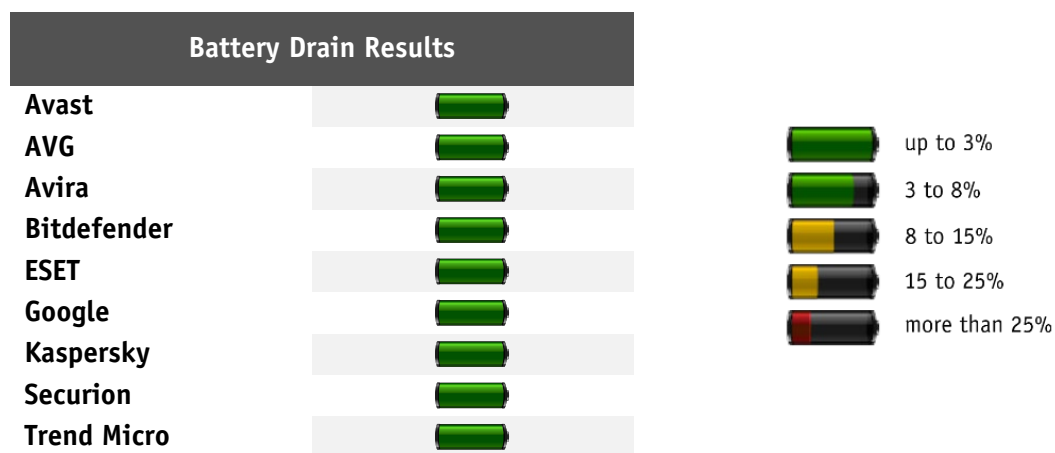 Battery Drain Results
Avast
AVG
Avira
Bitdefender
ESET
Google
Kaspersky
Securion
Trend Micro
up to 3%
3 to 8%
8 to 15%
15 to 25%
more than 25%